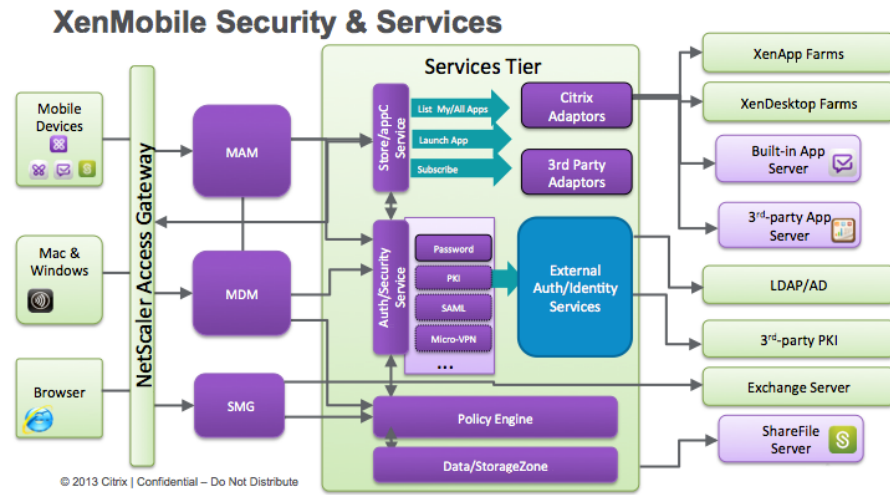 XenMobile Security & Services
Services Tier
Mobile
Devices
Mac &
Windows
Browser
NetScaler Access Gateway
MAM
MDM
SMG
Store/appC
Service
List My/All Apps
Launch App
Subscribe
Citrix
Adaptors
3rd Party
Adaptors
Auth/Security
Service
Password
PKI
SAML
Micro-VPN
...
External
Auth/Identity
Services
Policy Engine
Data/StorageZone
XenApp Farms
XenDesktop Farms
Built-in App
Server
3rd-party App
Server
LDAP/AD
3rd-party PKI
Exchange Server
ShareFile
Server
© 2013 Citrix | Confidential – Do Not Distribute